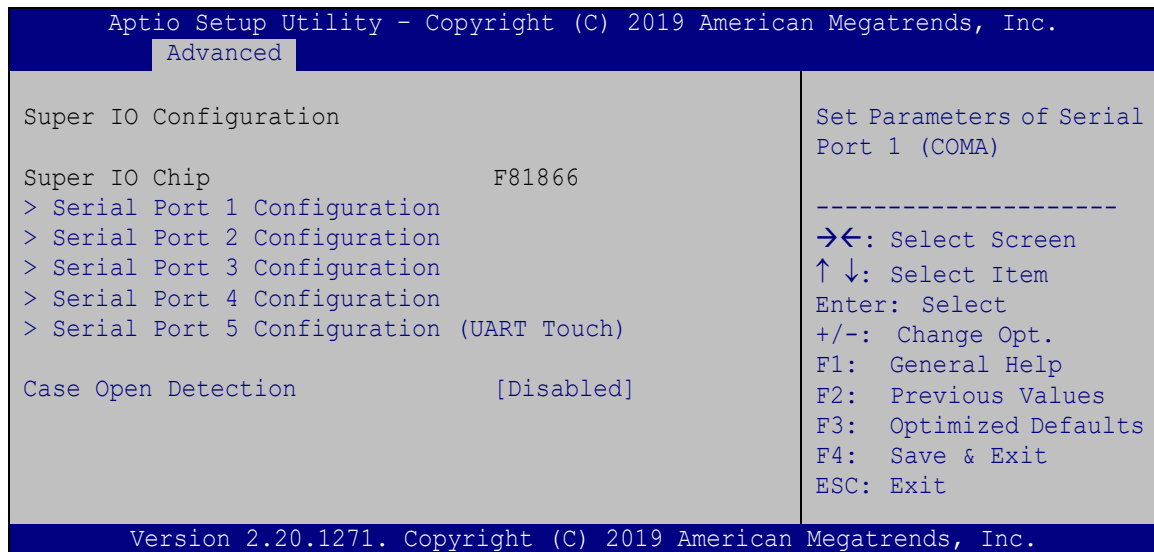 Aptio Setup Utility – Copyright (C) 2019 American Megatrends, Inc.
Advanced
Super IO Configuration
Super IO Chip F81866
> Serial Port 1 Configuration
> Serial Port 2 Configuration
> Serial Port 3 Configuration
> Serial Port 4 Configuration
> Serial Port 5 Configuration (UART Touch)
Case Open Detection [Disabled]
Set Parameters of Serial
Port 1 (COMA)
---------------------
→←: Select Screen
↑ ↓: Select Item
Enter: Select
+/-: Change Opt.
F1: General Help
F2: Previous Values
F3: Optimized Defaults
F4: Save & Exit
ESC: Exit
Version 2.20.1271. Copyright (C) 2019 American Megatrends, Inc.